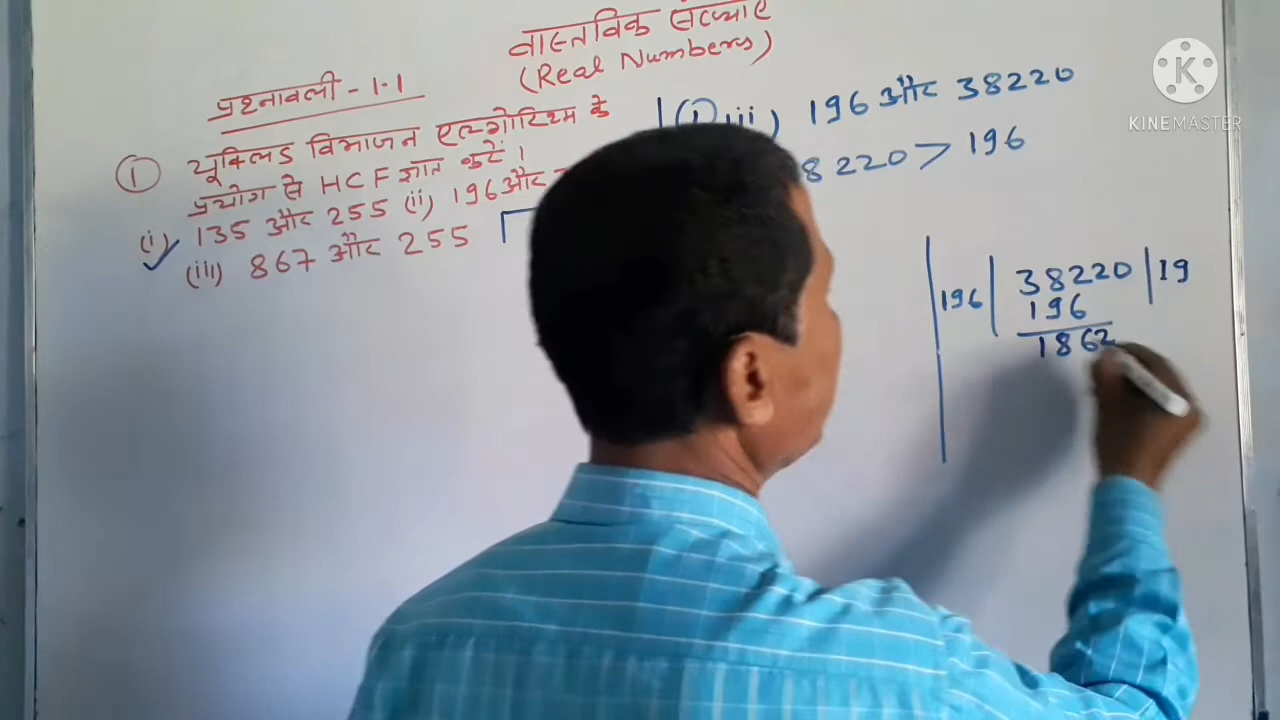 वास्तविक संख्याएं
(Real Numbers)
प्रश्नावली - 1.1
① यूक्लिड विभाजन एल्गोरिथ्म के
प्रयोग से HCF ज्ञात करें।
(i) 135 और 255 (ii) 196 और
(iii) 867 और 255
196 और 38220
8220 > 196
196 | 38220 | 19
196
1862
KINEMASTER